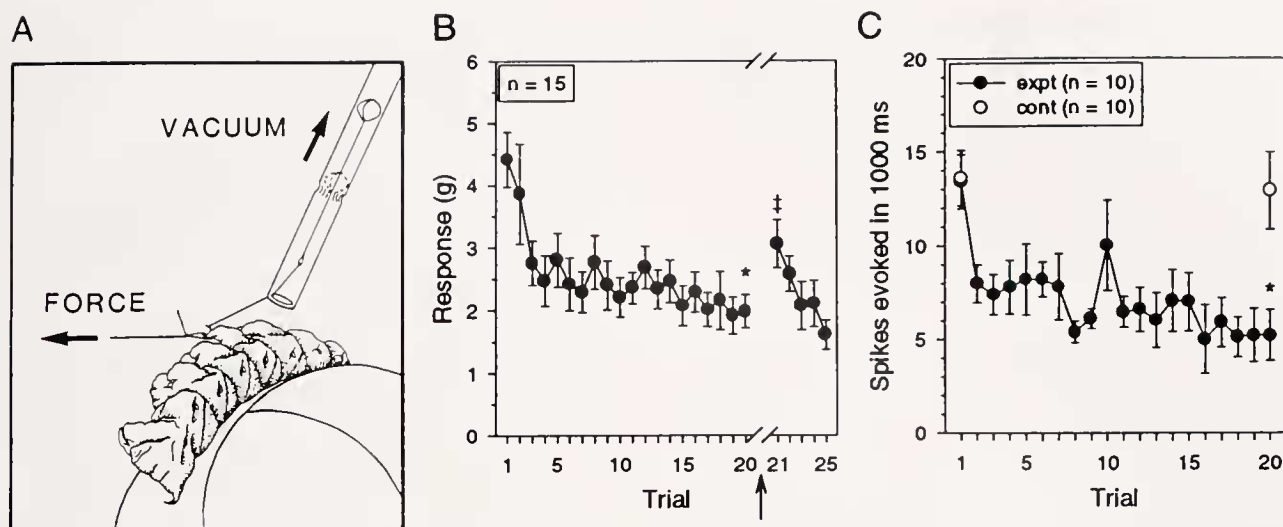 A
VACUUM
FORCE
B
n = 15
Response (g)
6
5
4
3
2
1
0
‡
*
1 5 10 15 20 21 25
Trial
C
expt (n = 10)
cont (n = 10)
Spikes evoked in 1000 ms
20
15
10
5
0
*
1 5 10 15 20
Trial